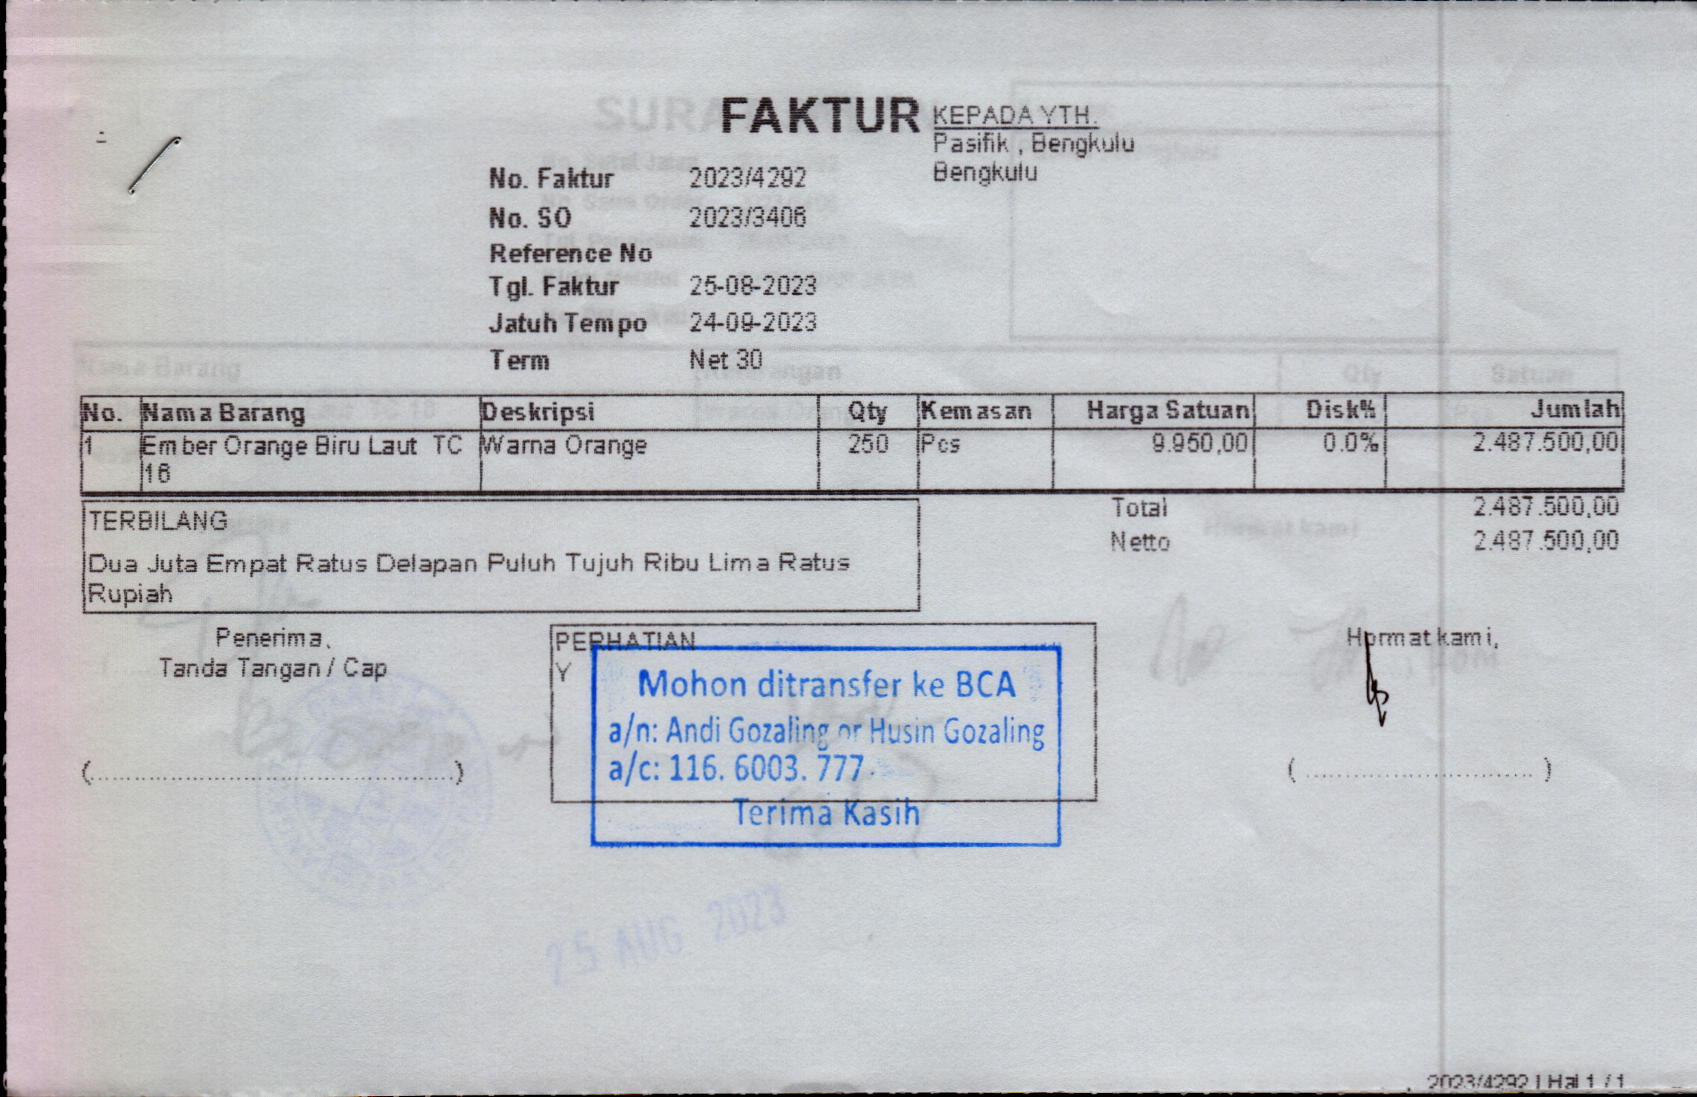 FAKTUR
KEPADA YTH.
Pasifik , Bengkulu
Bengkulu
No. Faktur 2023/4292
No. SO 2023/3406
Reference No
Tgl. Faktur 25-08-2023
Jatuh Tempo 24-09-2023
Term Net 30
No. Nama Barang Deskripsi Qty Kemasan Harga Satuan Disk% Jumlah
1 Ember Orange Biru Laut TC Warna Orange 250 Pcs 9.950,00 0.0% 2.487.500,00
16
Total 2.487.500,00
Netto 2.487.500,00
TERBILANG
Dua Juta Empat Ratus Delapan Puluh Tujuh Ribu Lima Ratus
Rupiah
Penerima,
Tanda Tangan / Cap
(........................................................)
PERHATIAN
Y
Mohon ditransfer ke BCA
a/n: Andi Gozaling or Husin Gozaling
a/c: 116. 6003. 777
Terima Kasih
Hormat kami,
(...................................)
25 AUG 2023
2023/4292 | Hal 1 / 1